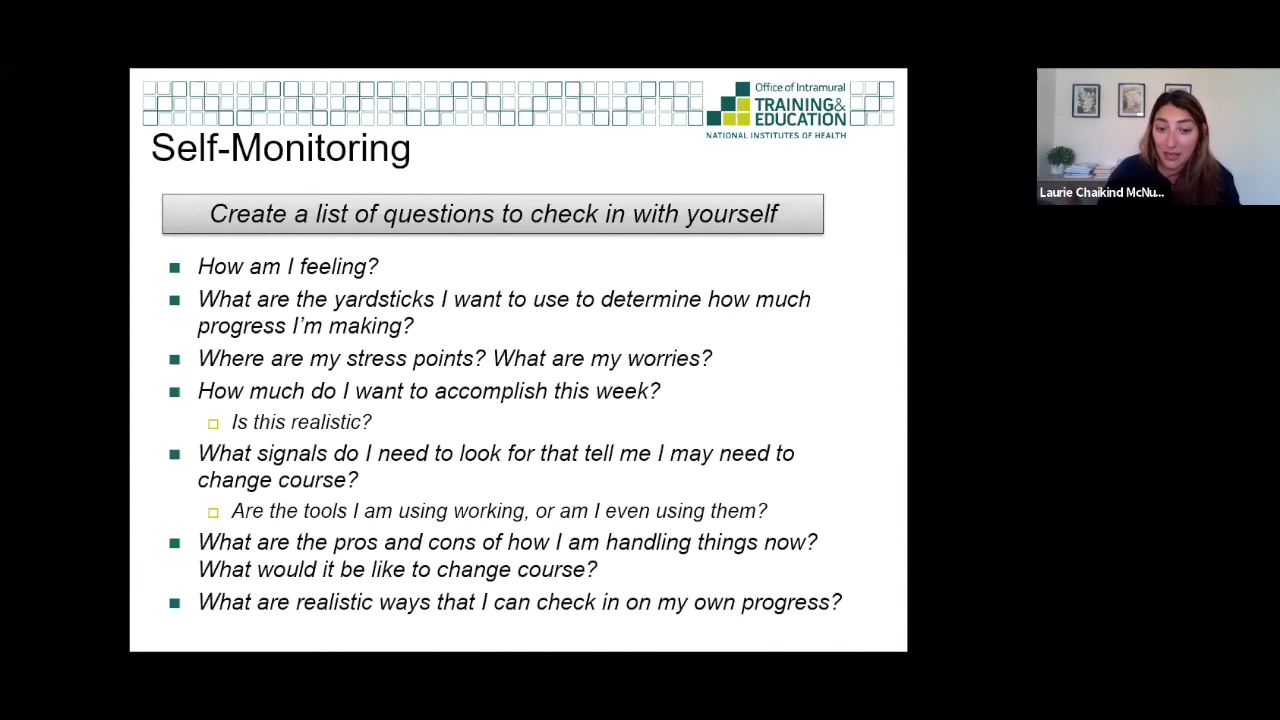 Office of Intramural
TRAINING&
EDUCATION
NATIONAL INSTITUTES OF HEALTH
Self-Monitoring
Create a list of questions to check in with yourself
How am I feeling?
What are the yardsticks I want to use to determine how much
progress I'm making?
Where are my stress points? What are my worries?
How much do I want to accomplish this week?
Is this realistic?
What signals do I need to look for that tell me I may need to
change course?
Are the tools I am using working, or am I even using them?
What are the pros and cons of how I am handling things now?
What would it be like to change course?
What are realistic ways that I can check in on my own progress?
Laurie Chaikind McNu...